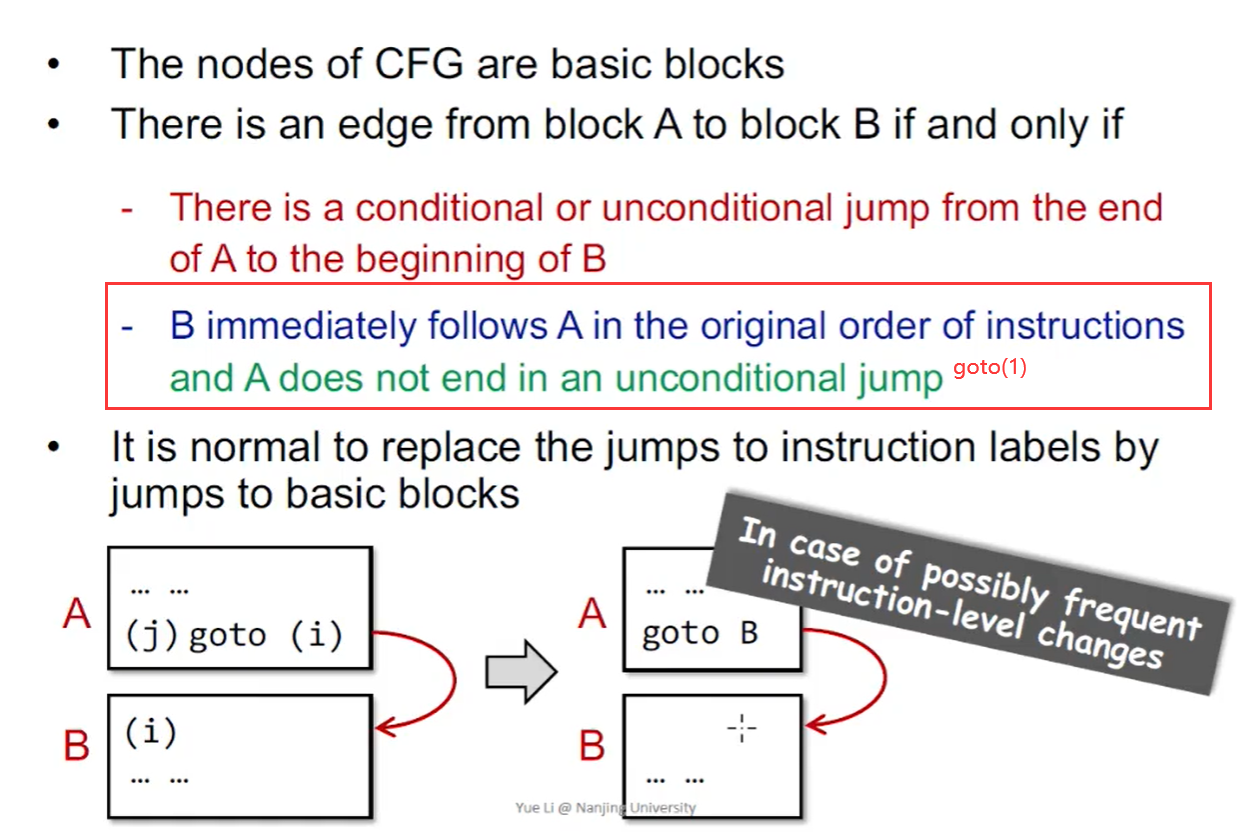 • The nodes of CFG are basic blocks
• There is an edge from block A to block B if and only if
- There is a conditional or unconditional jump from the end
of A to the beginning of B
- B immediately follows A in the original order of instructions
and A does not end in an unconditional jump goto(1)
• It is normal to replace the jumps to instruction labels by
jumps to basic blocks
In case of possibly frequent
instruction-level changes
A
... ...
(j) goto (i)
B
(i)
... ...
A
... ...
goto B
B
... ...
Yue Li @ Nanjing University